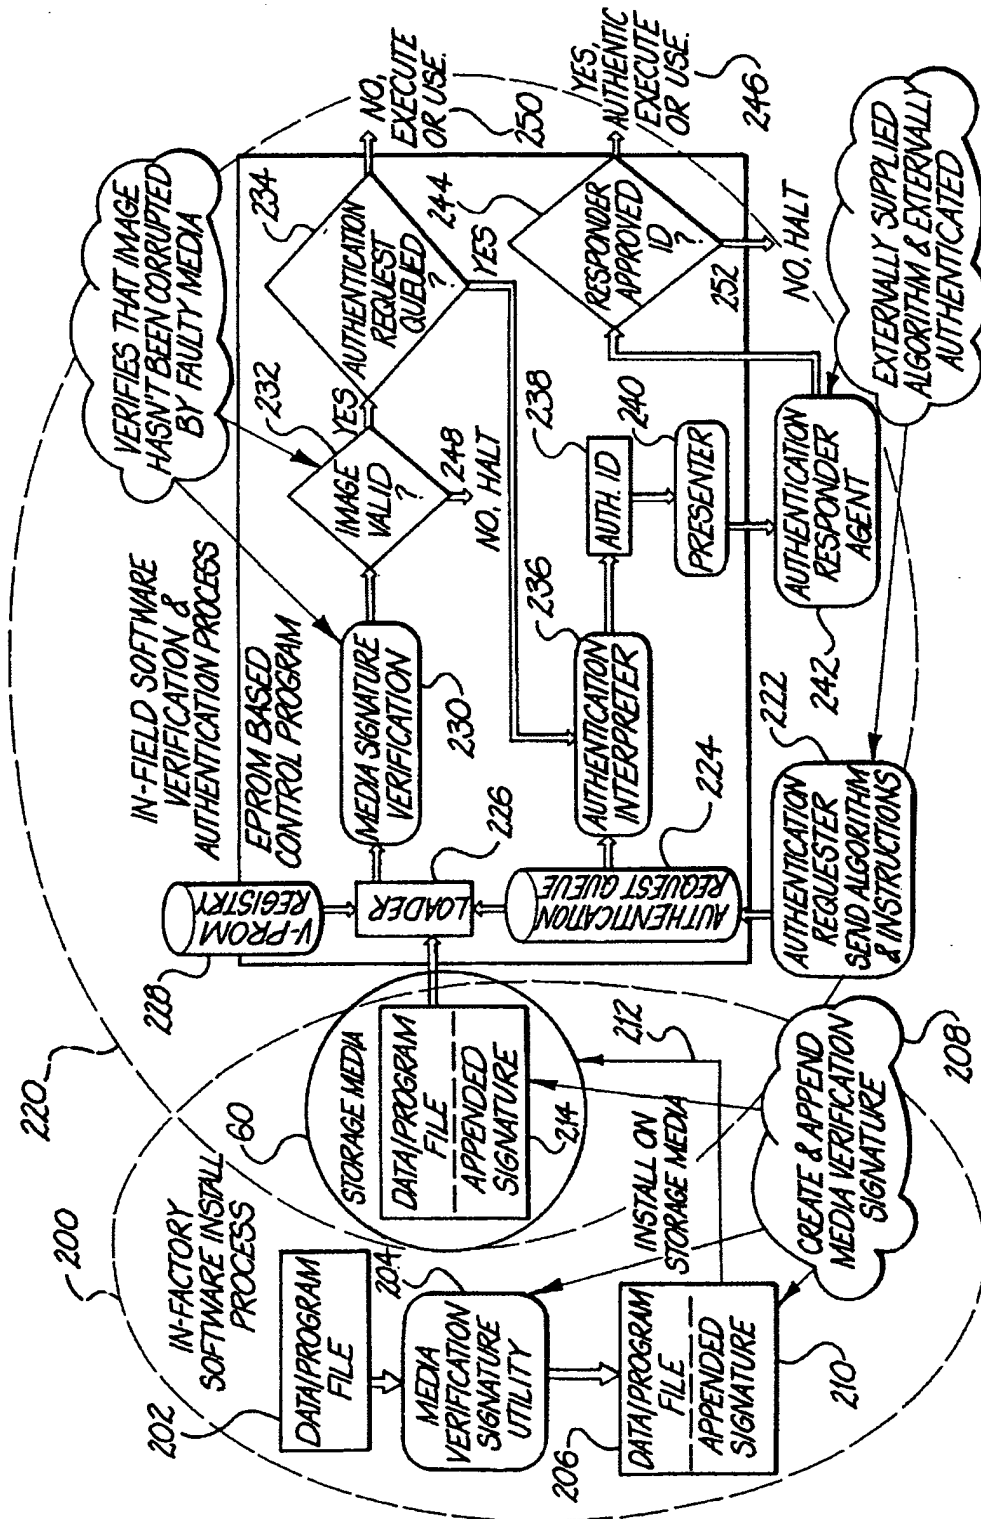 200
IN-FACTORY
SOFTWARE INSTALL
PROCESS
202
DATA/PROGRAM
FILE
204
MEDIA
VERIFICATION
SIGNATURE
UTILITY
206
DATA/PROGRAM
FILE
APPENDED
SIGNATURE
210
INSTALL ON
STORAGE MEDIA
212
CREATE & APPEND
MEDIA VERIFICATION
SIGNATURE
208
60
STORAGE MEDIA
DATA/PROGRAM
FILE
APPENDED
SIGNATURE
214
220
IN-FIELD SOFTWARE
VERIFICATION &
AUTHENTICATION PROCESS
228
V-PROM
REGISTRY
EPROM BASED
CONTROL PROGRAM
LOADER
226
AUTHENTICATION
REQUEST QUEUE
224
AUTHENTICATION
REQUESTER
SEND ALGORITHM
& INSTRUCTIONS
222
MEDIA SIGNATURE
VERIFICATION
230
VERIFIES THAT IMAGE
HASN'T BEEN CORRUPTED
BY FAULTY MEDIA
IMAGE
VALID
?
232
YES
248
NO, HALT
AUTHENTICATION
REQUEST
QUEUED
?
234
NO,
EXECUTE
OR USE.
250
YES
AUTHENTICATION
INTERPRETER
236
AUTH. ID
238
PRESENTER
240
AUTHENTICATION
RESPONDER
AGENT
242
RESPONDER
APPROVED
ID
?
244
YES,
AUTHENTIC
/EXECUTE
OR USE.
246
252
NO, HALT
EXTERNALLY SUPPLIED
ALGORITHM & EXTERNALLY
AUTHENTICATED